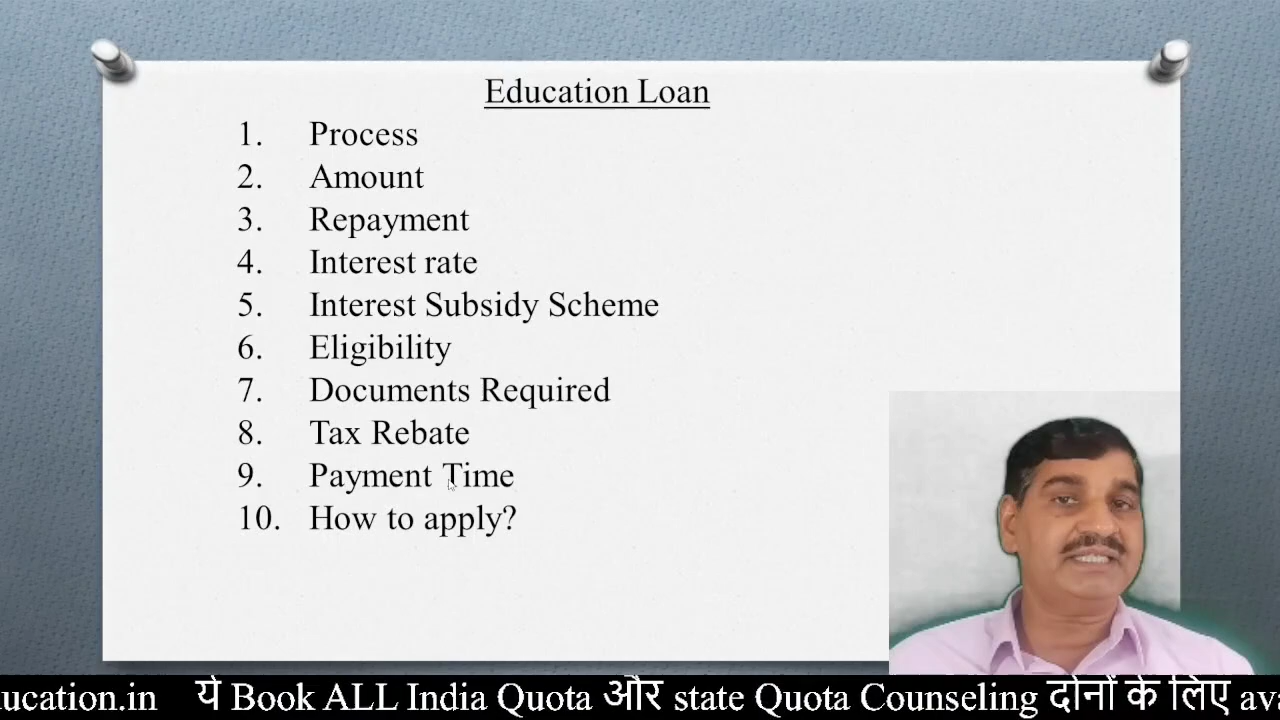 Education Loan
1. Process
2. Amount
3. Repayment
4. Interest rate
5. Interest Subsidy Scheme
6. Eligibility
7. Documents Required
8. Tax Rebate
9. Payment Time
10. How to apply?
ucation.in ये Book ALL India Quota और state Quota Counseling दोनों के लिए ava